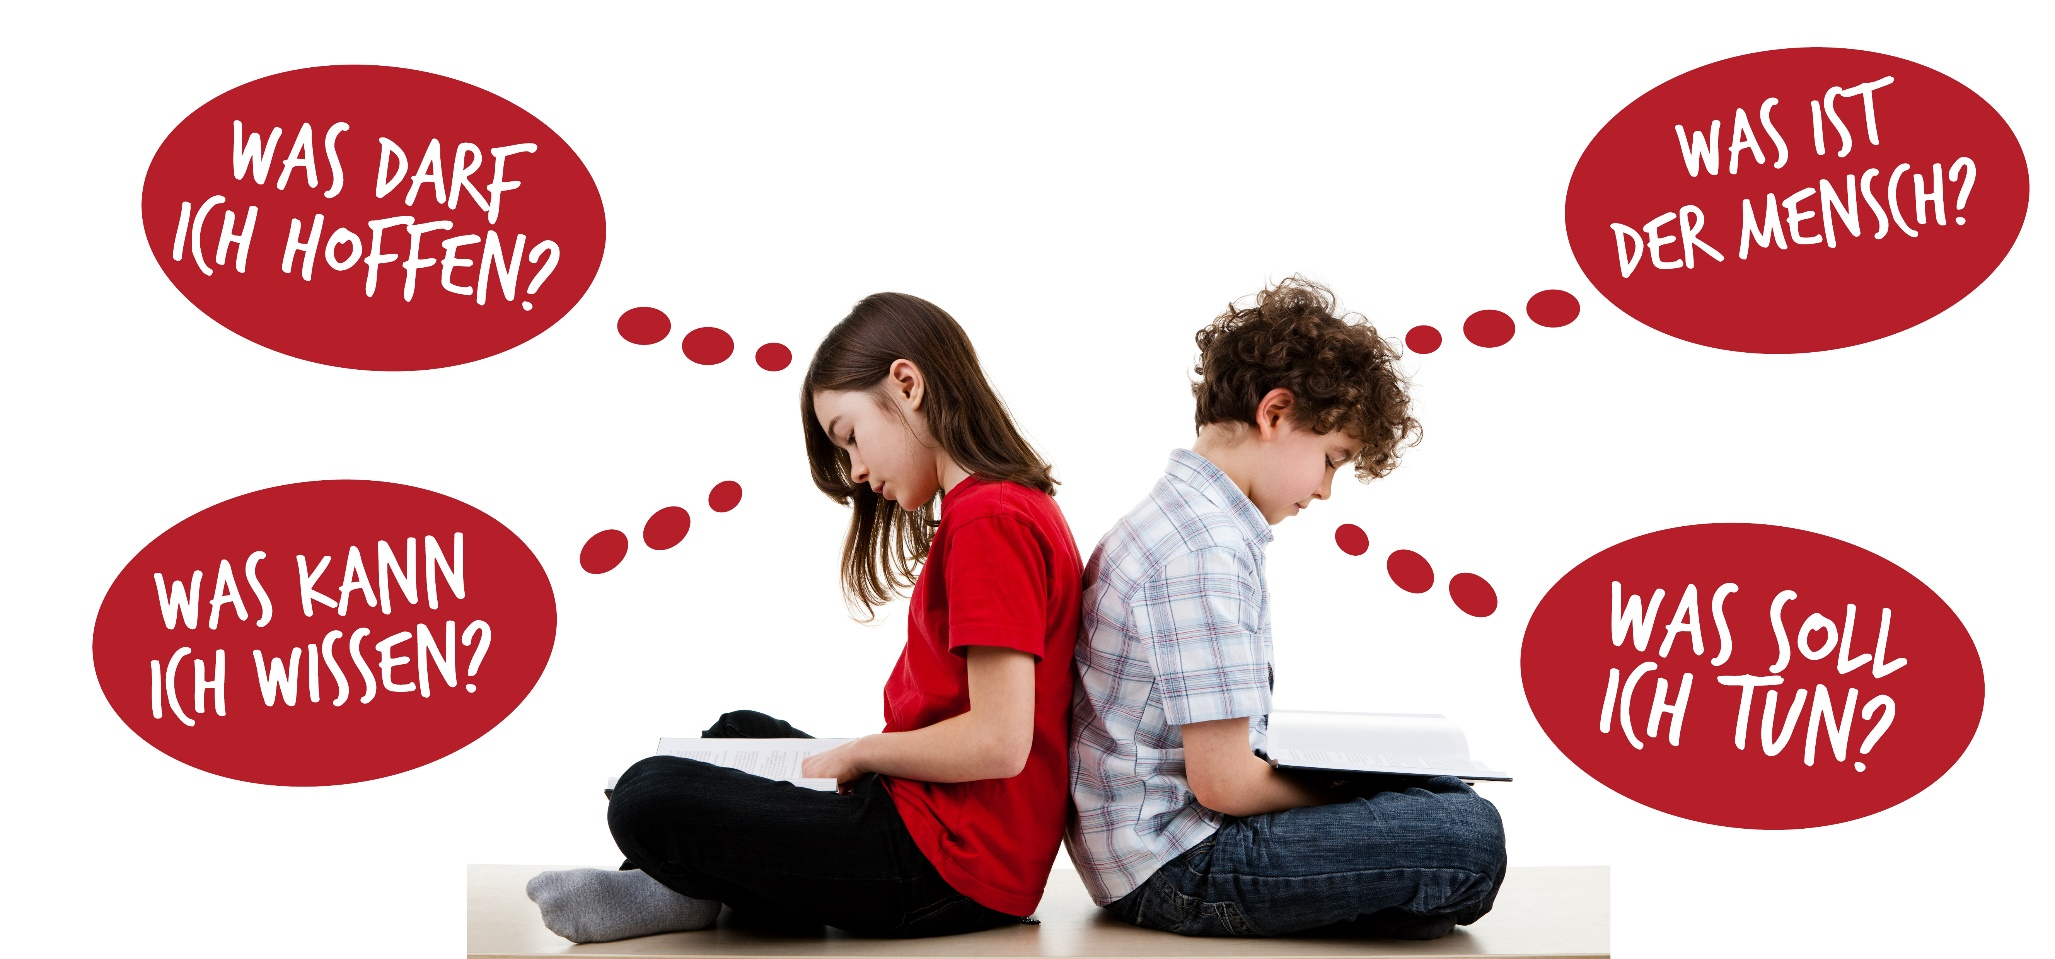 WAS DARF
ICH HOFFEN?
WAS IST
DER MENSCH?
WAS KANN
ICH WISSEN?
WAS SOLL
ICH TUN?